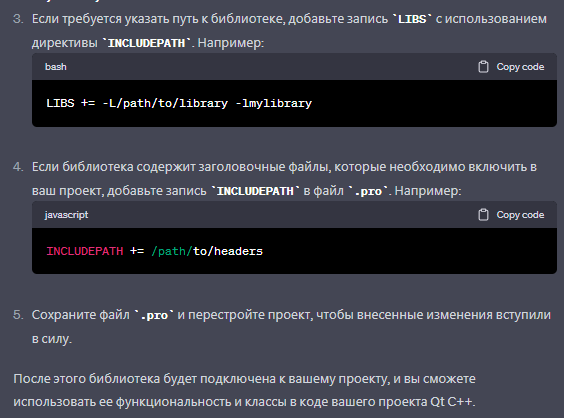 3. Если требуется указать путь к библиотеке, добавьте запись `LIBS` с использованием
директивы `INCLUDEPATH`. Например:
bash
Copy code
LIBS += -L/path/to/library -lmylibrary
4. Если библиотека содержит заголовочные файлы, которые необходимо включить в
ваш проект, добавьте запись `INCLUDEPATH` в файл `.pro`. Например:
javascript
Copy code
INCLUDEPATH += /path/to/headers
5. Сохраните файл `.pro` и перестройте проект, чтобы внесенные изменения вступили
в силу.
После этого библиотека будет подключена к вашему проекту, и вы сможете
использовать ее функциональность и классы в коде вашего проекта Qt C++.